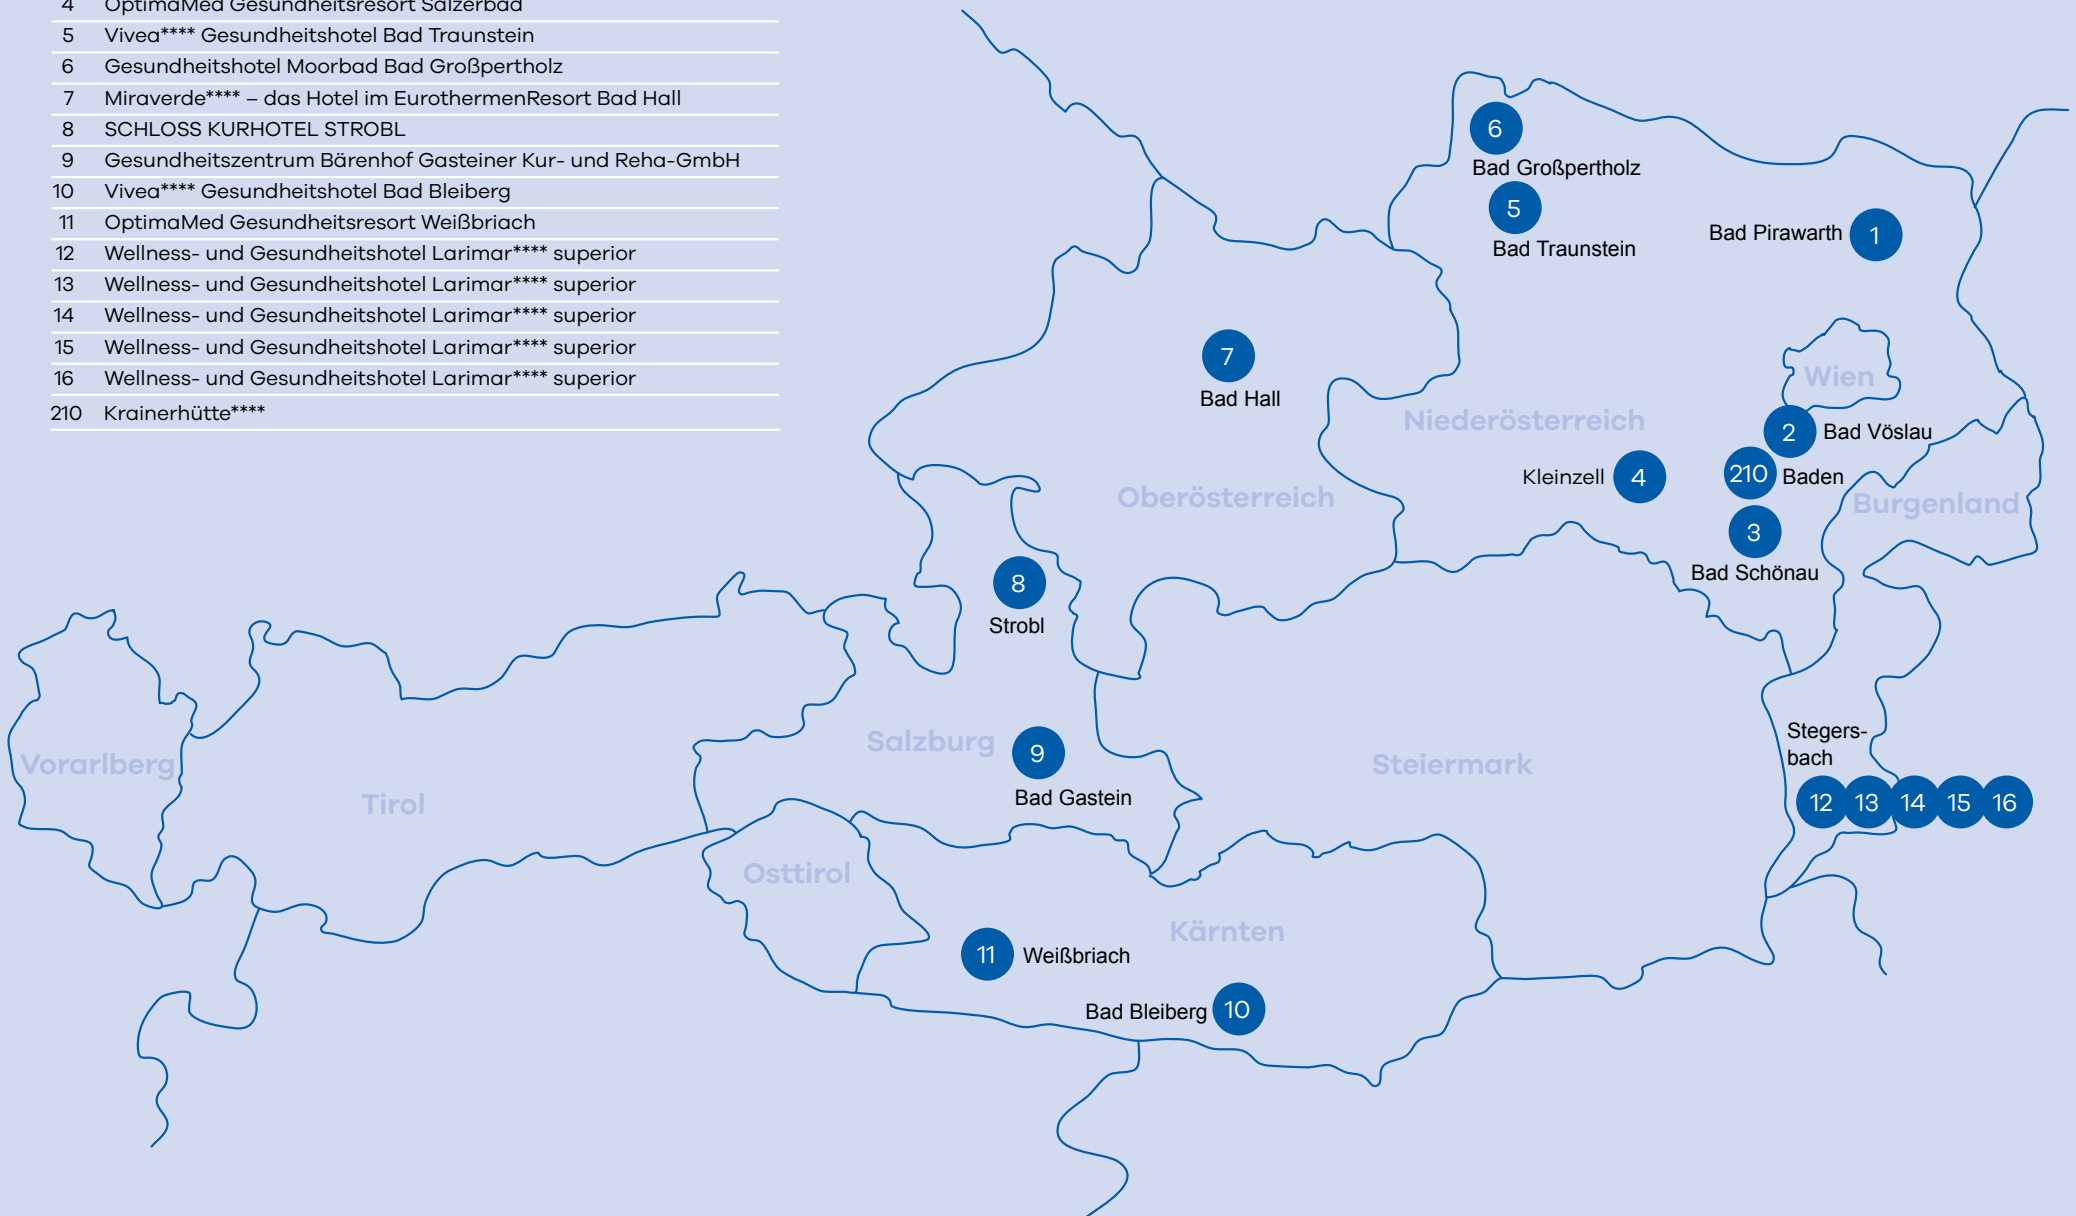 4 OptimaMed Gesundheitsresort Salzerbad
5 Vivea**** Gesundheitshotel Bad Traunstein
6 Gesundheitshotel Moorbad Bad Großpertholz
7 Miraverde**** – das Hotel im EurothermenResort Bad Hall
8 SCHLOSS KURHOTEL STROBL
9 Gesundheitszentrum Bärenhof Gasteiner Kur- und Reha-GmbH
10 Vivea**** Gesundheitshotel Bad Bleiberg
11 OptimaMed Gesundheitsresort Weißbriach
12 Wellness- und Gesundheitshotel Larimar**** superior
13 Wellness- und Gesundheitshotel Larimar**** superior
14 Wellness- und Gesundheitshotel Larimar**** superior
15 Wellness- und Gesundheitshotel Larimar**** superior
16 Wellness- und Gesundheitshotel Larimar**** superior
210 Krainerhütte****
6
Bad Großpertholz
5
Bad Traunstein
Bad Pirawarth 1
7
Bad Hall
Wien
Niederösterreich
2 Bad Vöslau
Kleinzell 4
210 Baden
Oberösterreich
Burgenland
3
Bad Schönau
8
Strobl
Salzburg
9
Bad Gastein
Steiermark
Stegers-
bach
12 13 14 15 16
Vorarlberg
Tirol
Osttirol
Kärnten
11 Weißbriach
Bad Bleiberg 10